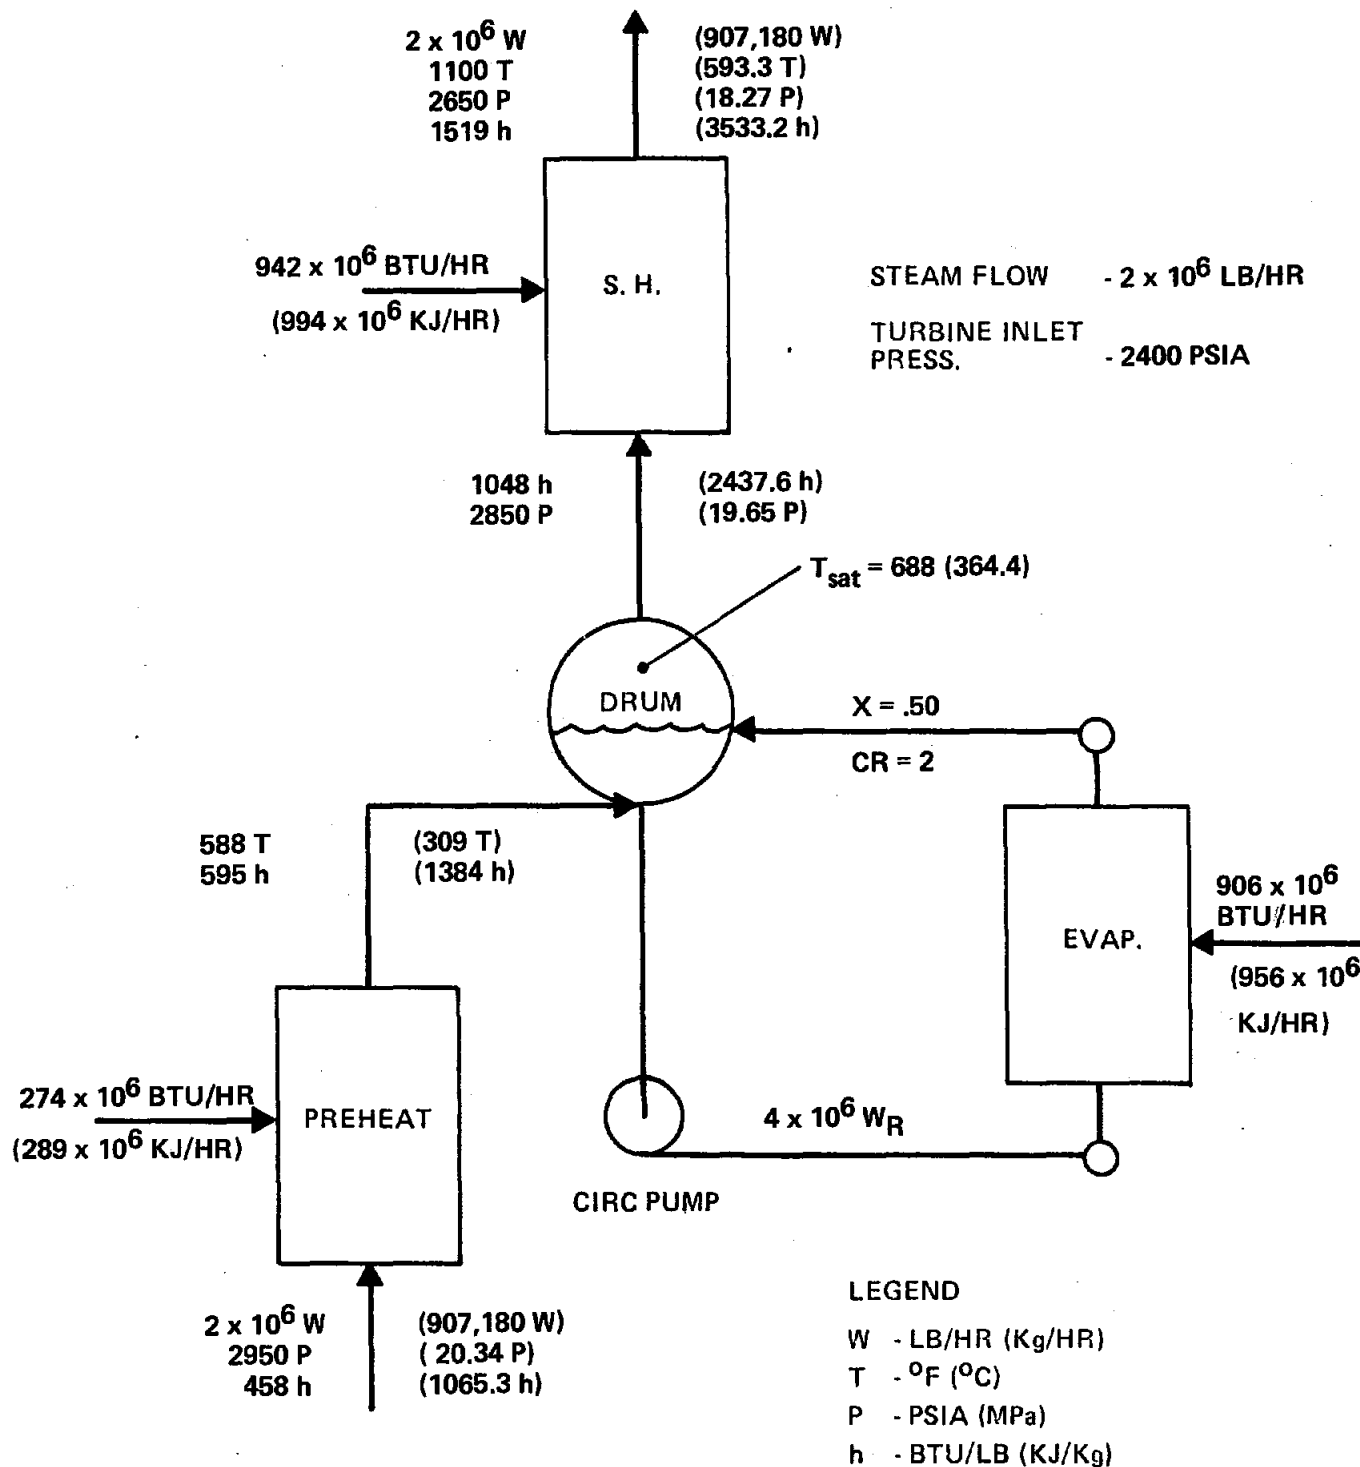 2 x 10⁶ W
1100 T
2650 P
1519 h
(907,180 W)
(593.3 T)
(18.27 P)
(3533.2 h)
942 x 10⁶ BTU/HR
(994 x 10⁶ KJ/HR)
S. H.
STEAM FLOW - 2 x 10⁶ LB/HR
TURBINE INLET
PRESS. - 2400 PSIA
1048 h
2850 P
(2437.6 h)
(19.65 P)
Tsat = 688 (364.4)
DRUM
X = .50
CR = 2
588 T
595 h
(309 T)
(1384 h)
EVAP.
906 x 10⁶
BTU/HR
(956 x 10⁶
KJ/HR)
274 x 10⁶ BTU/HR
(289 x 10⁶ KJ/HR)
PREHEAT
4 x 10⁶ WR
CIRC PUMP
2 x 10⁶ W
2950 P
458 h
(907,180 W)
( 20.34 P)
(1065.3 h)
LEGEND
W - LB/HR (Kg/HR)
T - ⁰F (⁰C)
P - PSIA (MPa)
h - BTU/LB (KJ/Kg)